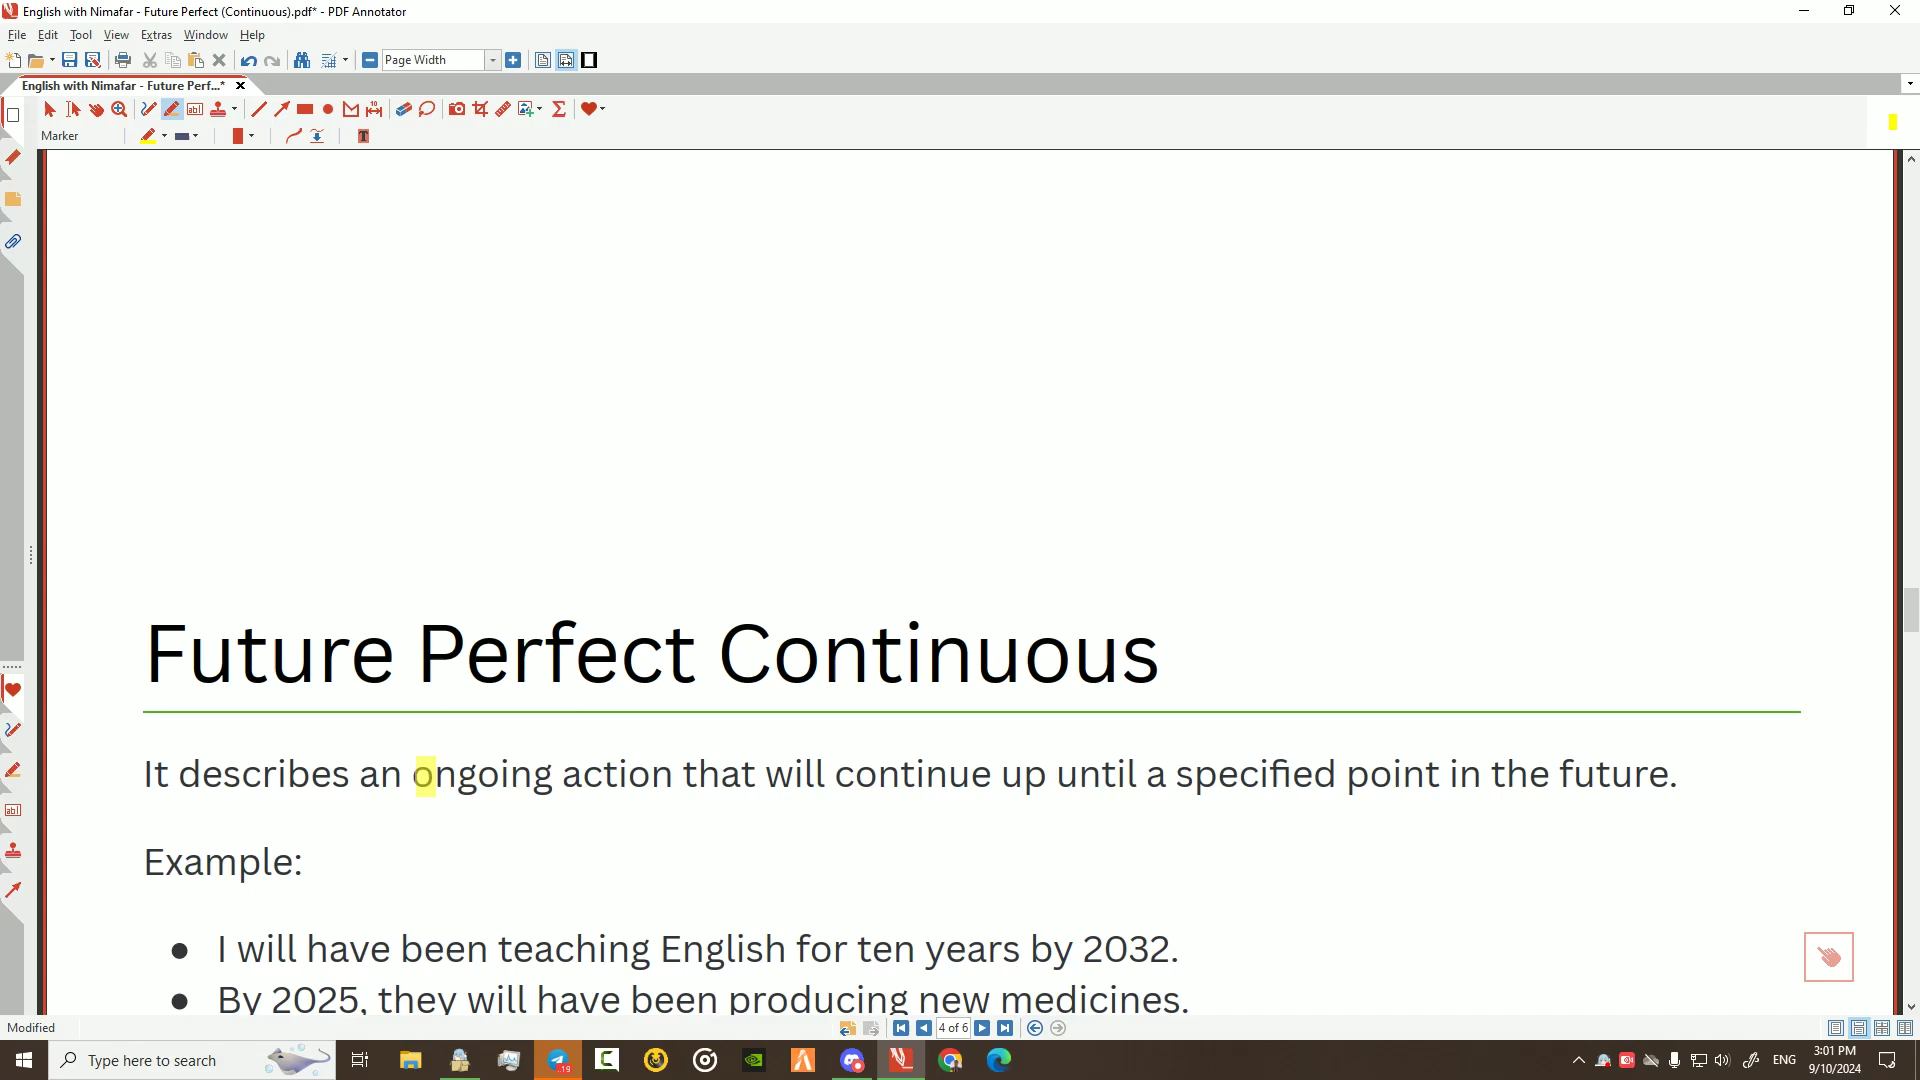 English with Nimafar - Future Perfect (Continuous).pdf* - PDF Annotator
File Edit Tool View Extras Window Help
Page Width
English with Nimafar - Future Perf...*
Marker
Future Perfect Continuous
It describes an ongoing action that will continue up until a specified point in the future.
Example:
● I will have been teaching English for ten years by 2032.
● By 2025, they will have been producing new medicines.
Modified
4 of 6
Type here to search
19
ENG
3:01 PM
9/10/2024